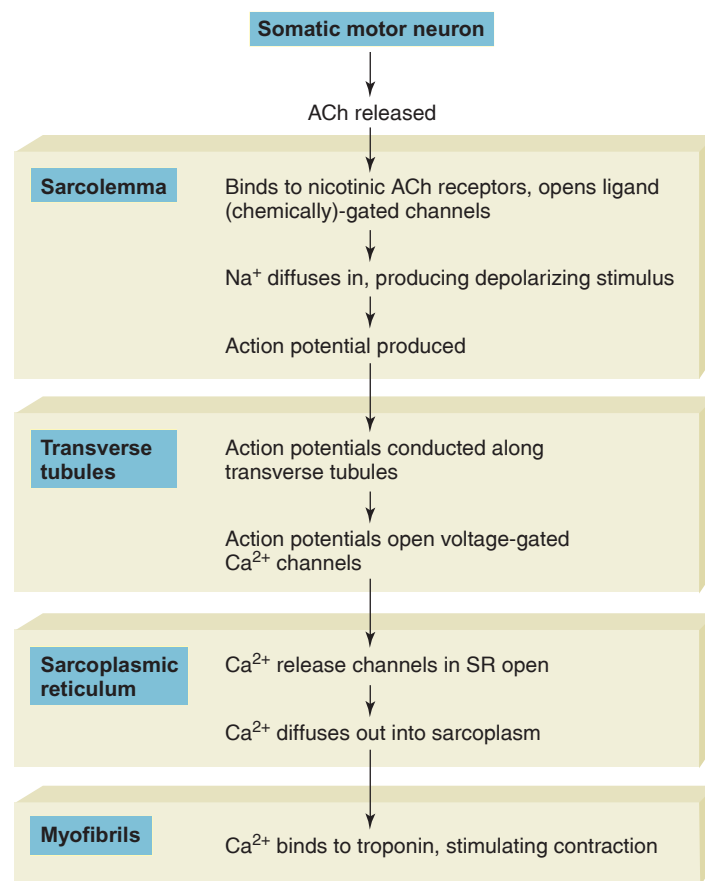 Somatic motor neuron
ACh released
Sarcolemma
Binds to nicotinic ACh receptors, opens ligand
(chemically)-gated channels
Na⁺ diffuses in, producing depolarizing stimulus
Action potential produced
Transverse
tubules
Action potentials conducted along
transverse tubules
Action potentials open voltage-gated
Ca²⁺ channels
Sarcoplasmic
reticulum
Ca²⁺ release channels in SR open
Ca²⁺ diffuses out into sarcoplasm
Myofibrils
Ca²⁺ binds to troponin, stimulating contraction